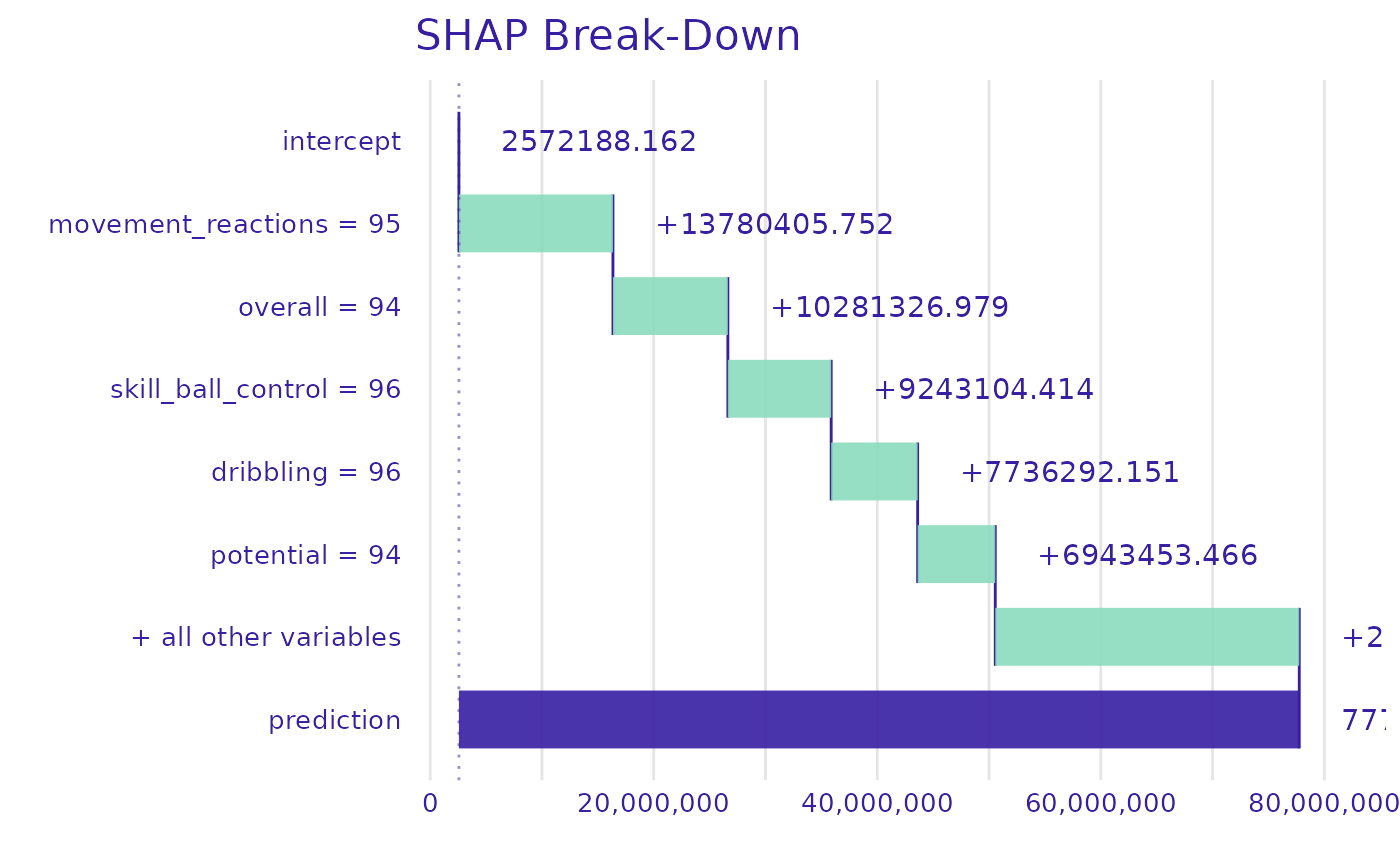 SHAP Break-Down
intercept 2572188.162
movement_reactions = 95 +13780405.752
overall = 94 +10281326.979
skill_ball_control = 96 +9243104.414
dribbling = 96 +7736292.151
potential = 94 +6943453.466
+ all other variables +2
prediction 77
0 20,000,000 40,000,000 60,000,000 80,000,000